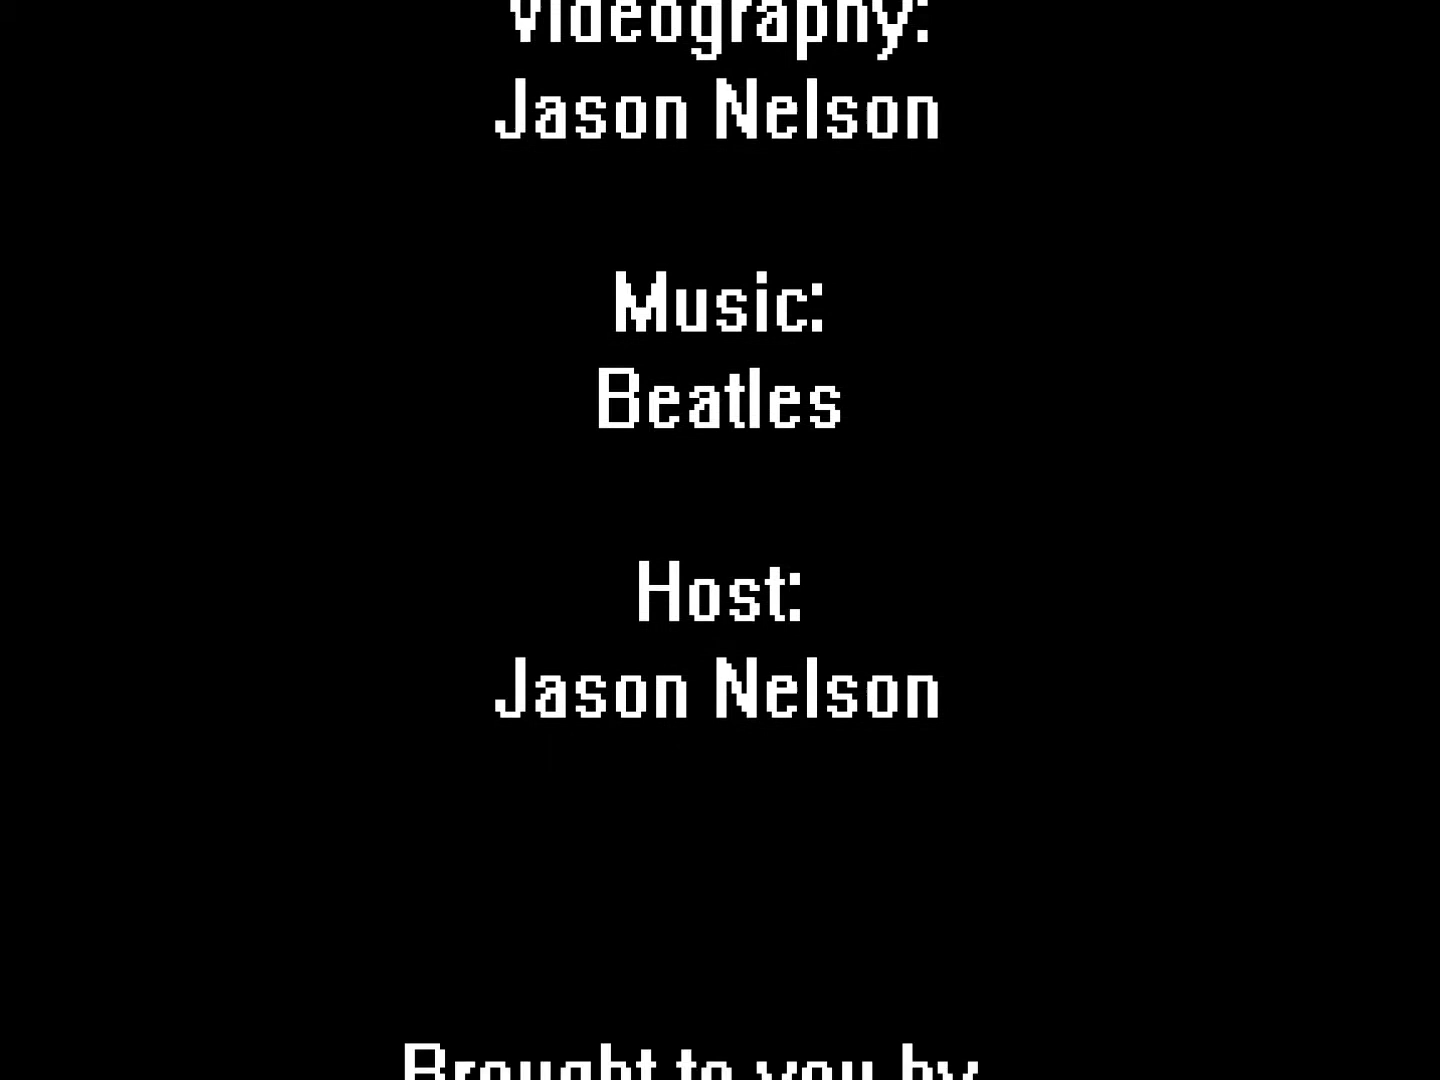 Videography:
Jason Nelson
Music:
Beatles
Host:
Jason Nelson
Brought to you by